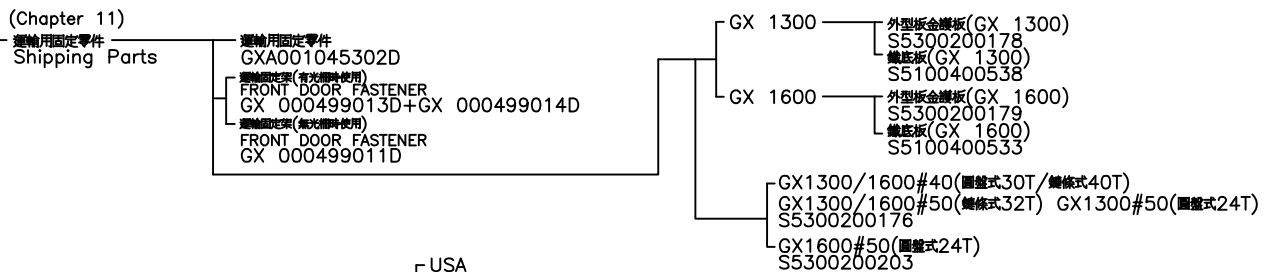 (Chapter 11)
運輸用固定零件
Shipping Parts
運輸用固定零件
GXA001045302D
運輸固定架(有光柵時使用)
FRONT DOOR FASTENER
GX 000499013D+GX 000499014D
運輸固定架(無光柵時使用)
FRONT DOOR FASTENER
GX 000499011D
GX 1300
外型板金護板(GX 1300)
S5300200178
鐵底板(GX 1300)
S5100400538
GX 1600
外型板金護板(GX 1600)
S5300200179
鐵底板(GX 1600)
S5100400533
GX1300/1600#40(圓盤式30T/鏈條式40T)
GX1300/1600#50(鏈條式32T) GX1300#50(圓盤式24T)
S5300200176
GX1600#50(圓盤式24T)
S5300200203
USA